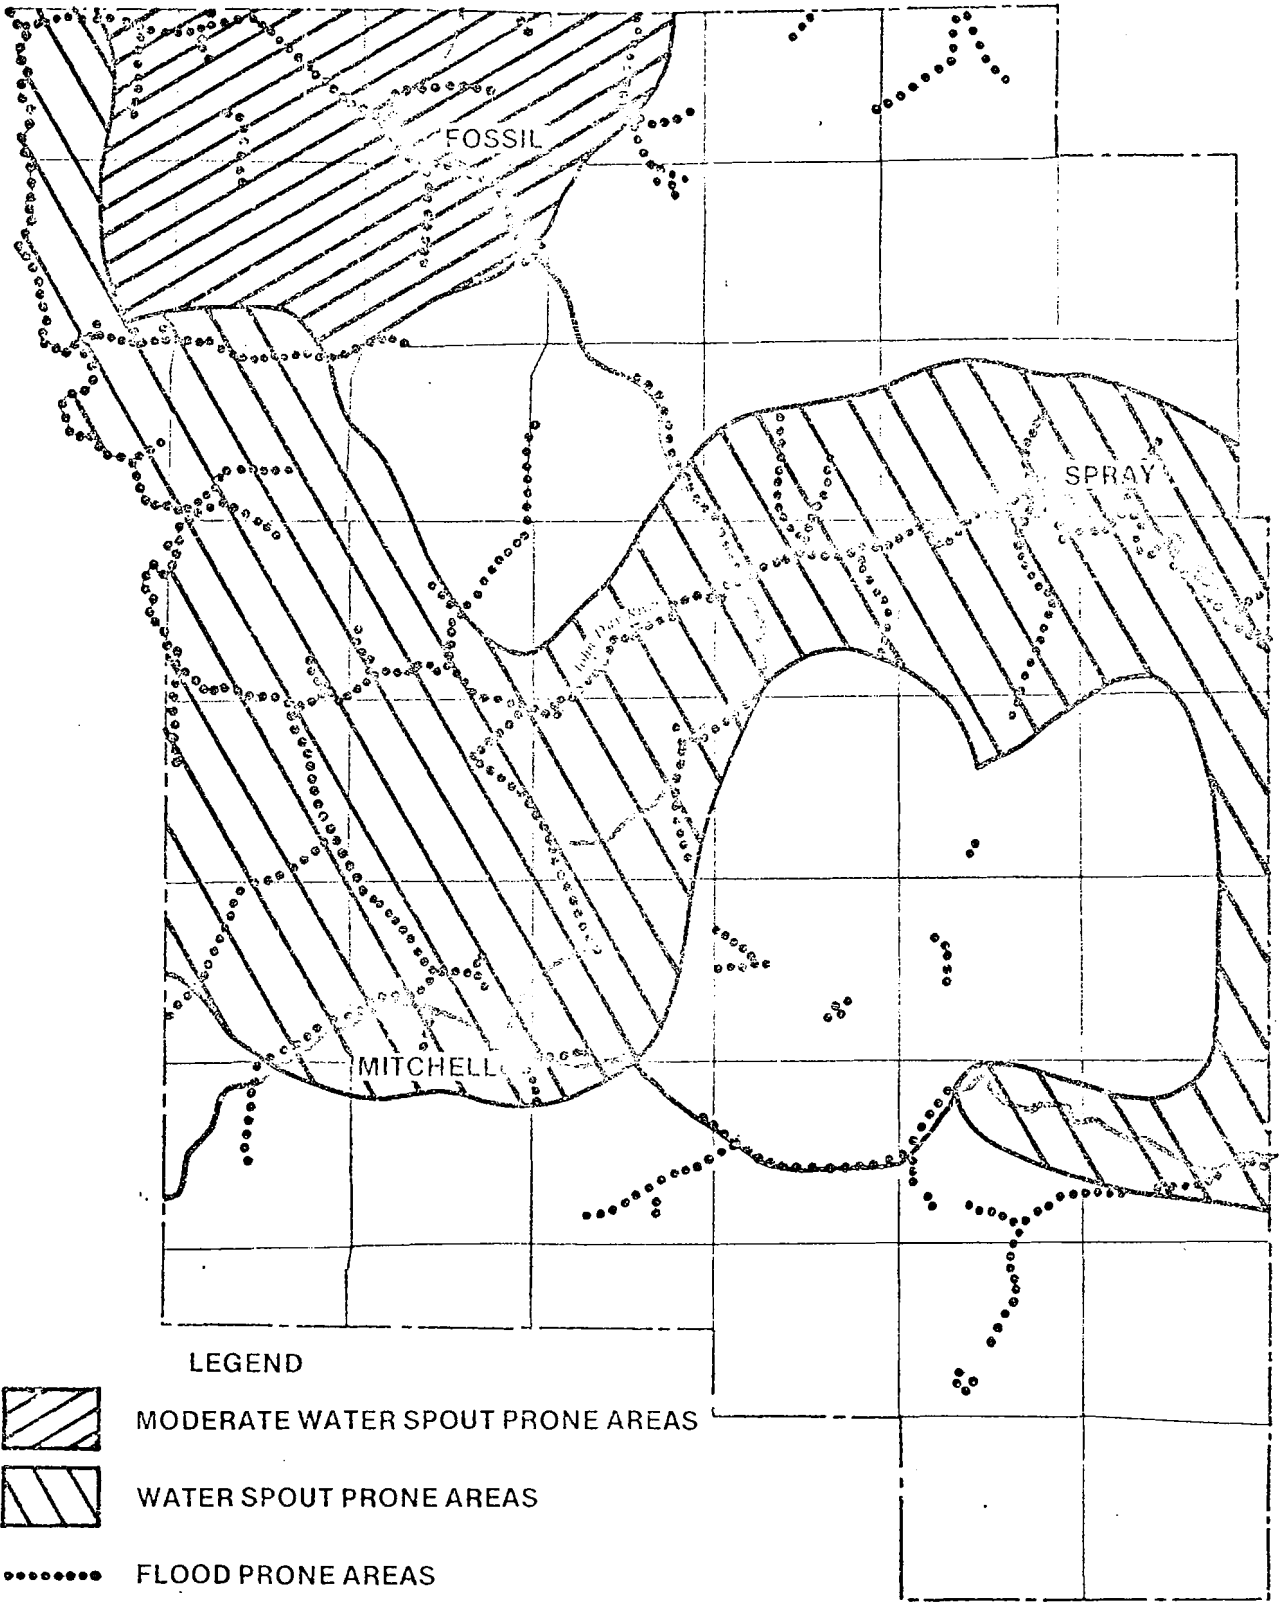 FOSSIL
SPRAY
MITCHELL
LEGEND
MODERATE WATER SPOUT PRONE AREAS
WATER SPOUT PRONE AREAS
FLOOD PRONE AREAS